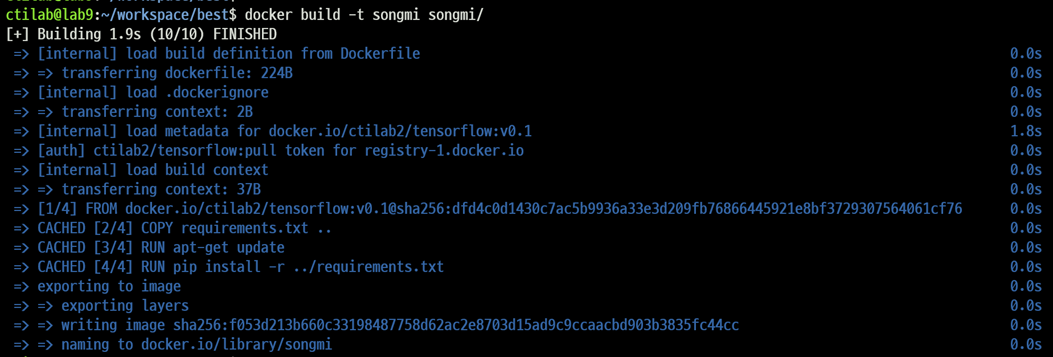 ctilab@lab9:~/workspace/best$ docker build -t songmi songmi/
[+] Building 1.9s (10/10) FINISHED
=> [internal] load build definition from Dockerfile 0.0s
=> => transferring dockerfile: 224B 0.0s
=> [internal] load .dockerignore 0.0s
=> => transferring context: 2B 0.0s
=> [internal] load metadata for docker.io/ctilab2/tensorflow:v0.1 1.8s
=> [auth] ctilab2/tensorflow:pull token for registry-1.docker.io 0.0s
=> [internal] load build context 0.0s
=> => transferring context: 37B 0.0s
=> [1/4] FROM docker.io/ctilab2/tensorflow:v0.1@sha256:dfd4c0d1430c7ac5b9936a33e3d209fb76866445921e8bf3729307564061cf76 0.0s
=> CACHED [2/4] COPY requirements.txt .. 0.0s
=> CACHED [3/4] RUN apt-get update 0.0s
=> CACHED [4/4] RUN pip install -r ../requirements.txt 0.0s
=> exporting to image 0.0s
=> => exporting layers 0.0s
=> => writing image sha256:f053d213b660c33198487758d62ac2e8703d15ad9c9ccaacbd903b3835fc44cc 0.0s
=> => naming to docker.io/library/songmi 0.0s